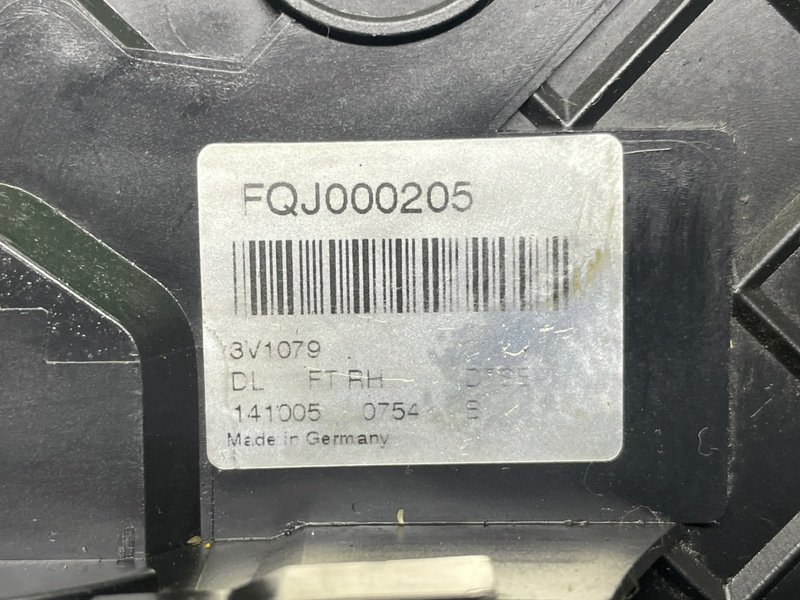 FQJ000205
3V1079
DL FT RH
141005 0754
Made in Germany